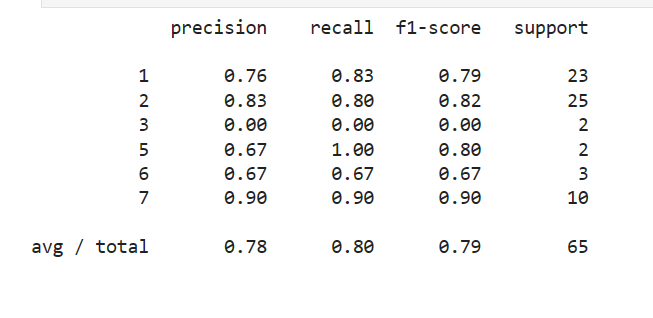 precision recall f1-score support
1 0.76 0.83 0.79 23
2 0.83 0.80 0.82 25
3 0.00 0.00 0.00 2
5 0.67 1.00 0.80 2
6 0.67 0.67 0.67 3
7 0.90 0.90 0.90 10
avg / total 0.78 0.80 0.79 65